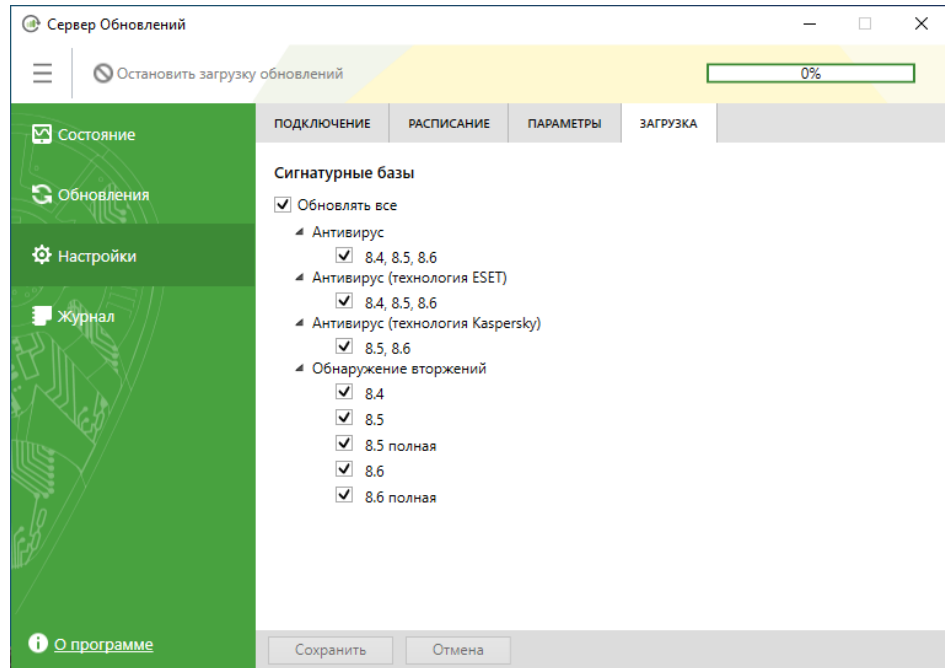 Сервер Обновлений
Остановить загрузку обновлений
0%
Состояние
Обновления
Настройки
Журнал
О программе
ПОДКЛЮЧЕНИЕ РАСПИСАНИЕ ПАРАМЕТРЫ ЗАГРУЗКА
Сигнатурные базы
Обновлять все
Антивирус
8.4, 8.5, 8.6
Антивирус (технология ESET)
8.4, 8.5, 8.6
Антивирус (технология Kaspersky)
8.5, 8.6
Обнаружение вторжений
8.4
8.5
8.5 полная
8.6
8.6 полная
Сохранить Отмена